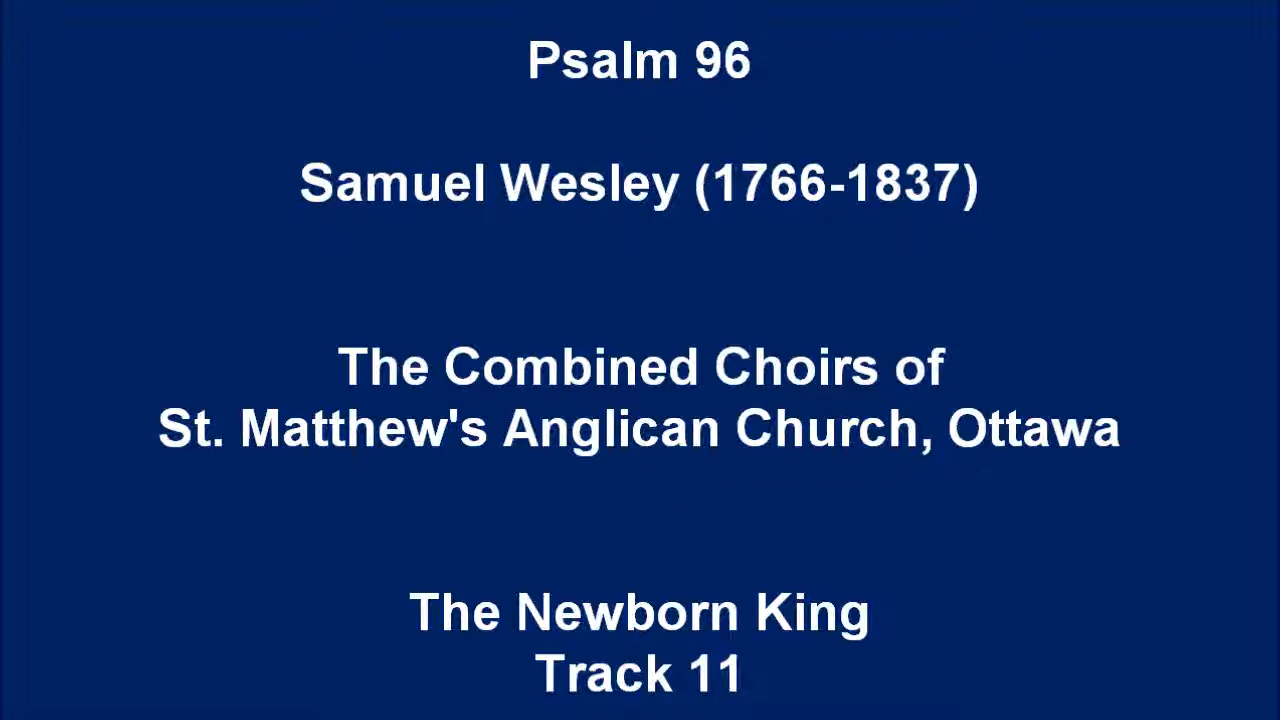 Psalm 96
Samuel Wesley (1766-1837)
The Combined Choirs of
St. Matthew's Anglican Church, Ottawa
The Newborn King
Track 11